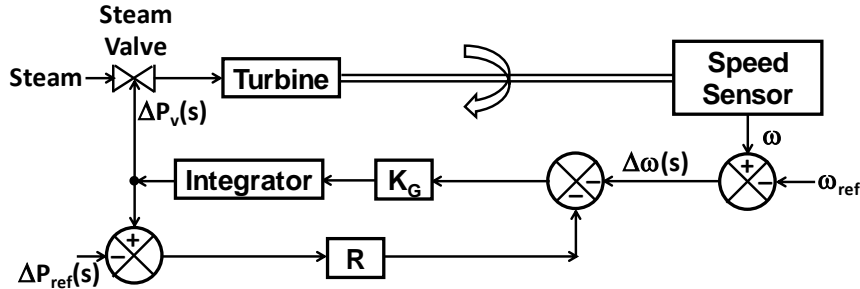 Steam
Valve
Steam
Turbine
Speed
Sensor
ΔPv(s)
ω
Integrator
KG
Δω(s)
+
−
−
−
ωref
+
−
ΔPref(s)
R